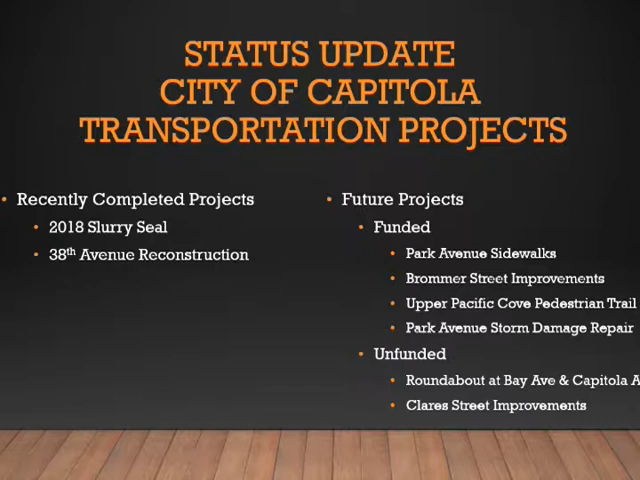 STATUS UPDATE
CITY OF CAPITOLA
TRANSPORTATION PROJECTS
• Recently Completed Projects
• 2018 Slurry Seal
• 38th Avenue Reconstruction
• Future Projects
• Funded
• Park Avenue Sidewalks
• Brommer Street Improvements
• Upper Pacific Cove Pedestrian Trail
• Park Avenue Storm Damage Repair
• Unfunded
• Roundabout at Bay Ave & Capitola A
• Clares Street Improvements